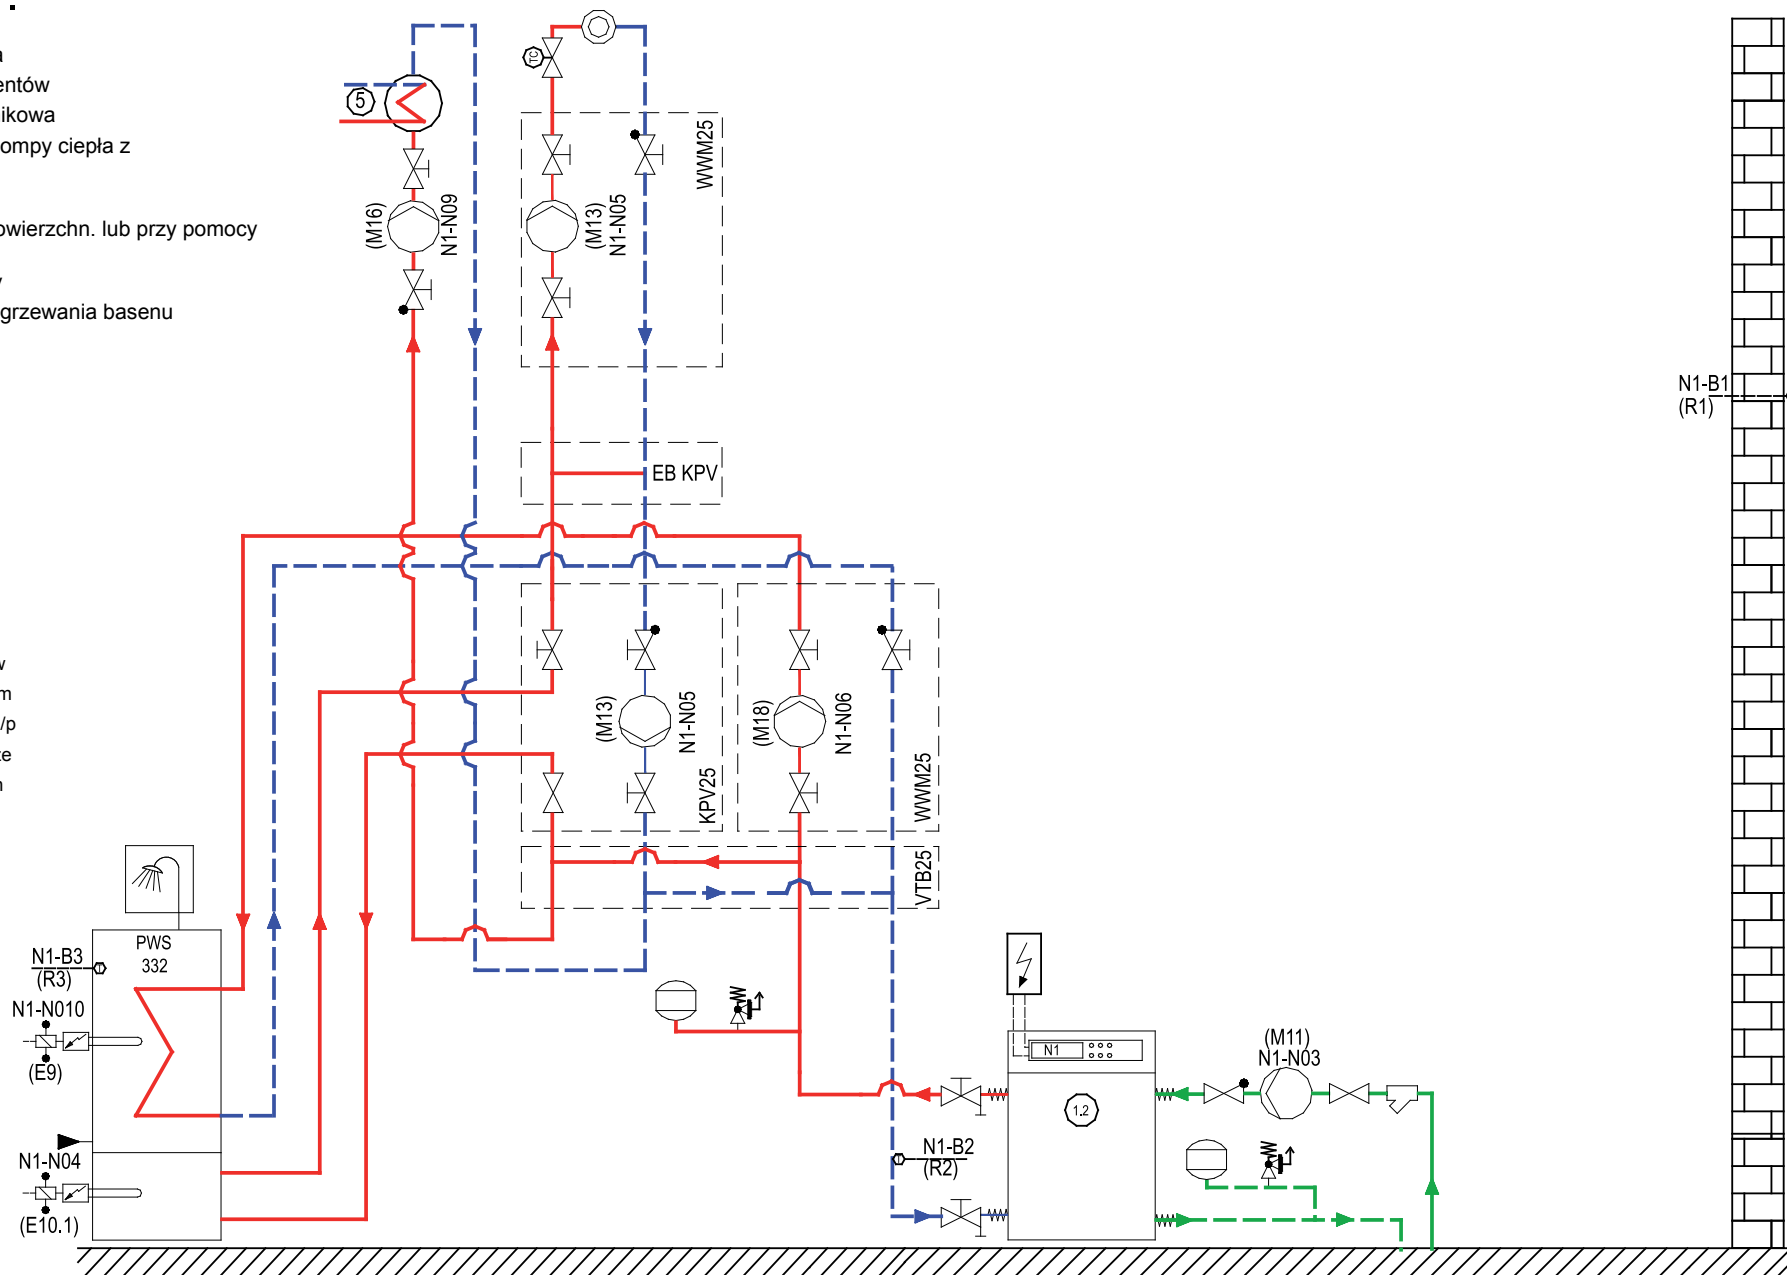 a
entów
ikowa
ompy ciepła z
owierzchn. lub przy pomocy
y
grzewania basenu
w
m
/p
te
n
5
(M16)
N1-N09
TC
WWM25
(M13)
N1-N05
EB KPV
N1-B1
(R1)
(M13)
N1-N05
KPV25
(M18)
N1-N06
WWM25
VTB25
PWS
332
N1-B3
(R3)
N1-N010
(E9)
N1-N04
(E10.1)
N1
1.2
(M11)
N1-N03
N1-B2
(R2)